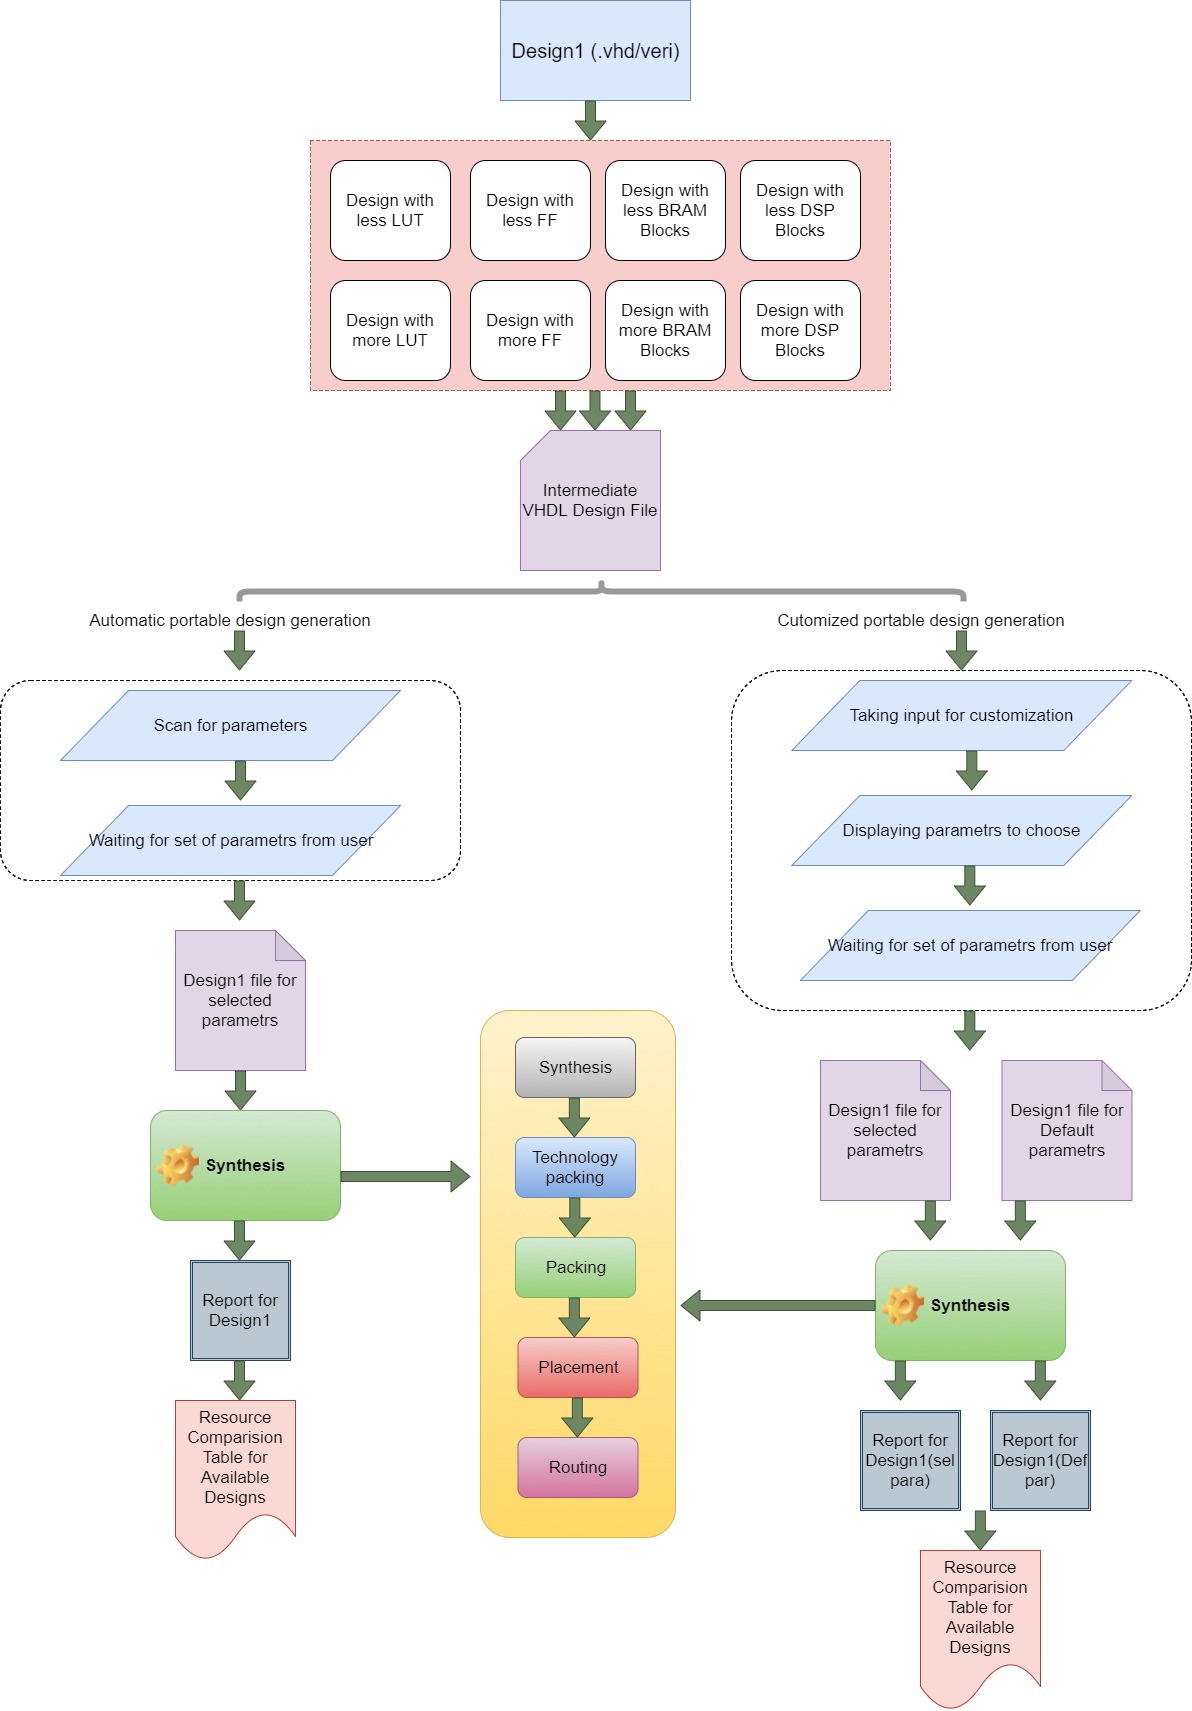 Design1 (.vhd/veri)
Design with
less LUT
Design with
less FF
Design with
less BRAM
Blocks
Design with
less DSP
Blocks
Design with
more LUT
Design with
more FF
Design with
more BRAM
Blocks
Design with
more DSP
Blocks
Intermediate
VHDL Design File
Automatic portable design generation
Scan for parameters
Waiting for set of parametrs from user
Design1 file for
selected
parametrs
Synthesis
Report for
Design1
Resource
Comparision
Table for
Available
Designs
Synthesis
Technology
packing
Packing
Placement
Routing
Cutomized portable design generation
Taking input for customization
Displaying parametrs to choose
Waiting for set of parametrs from user
Design1 file for
selected
parametrs
Design1 file for
Default
parametrs
Synthesis
Report for
Design1(sel
para)
Report for
Design1(Def
par)
Resource
Comparision
Table for
Available
Designs